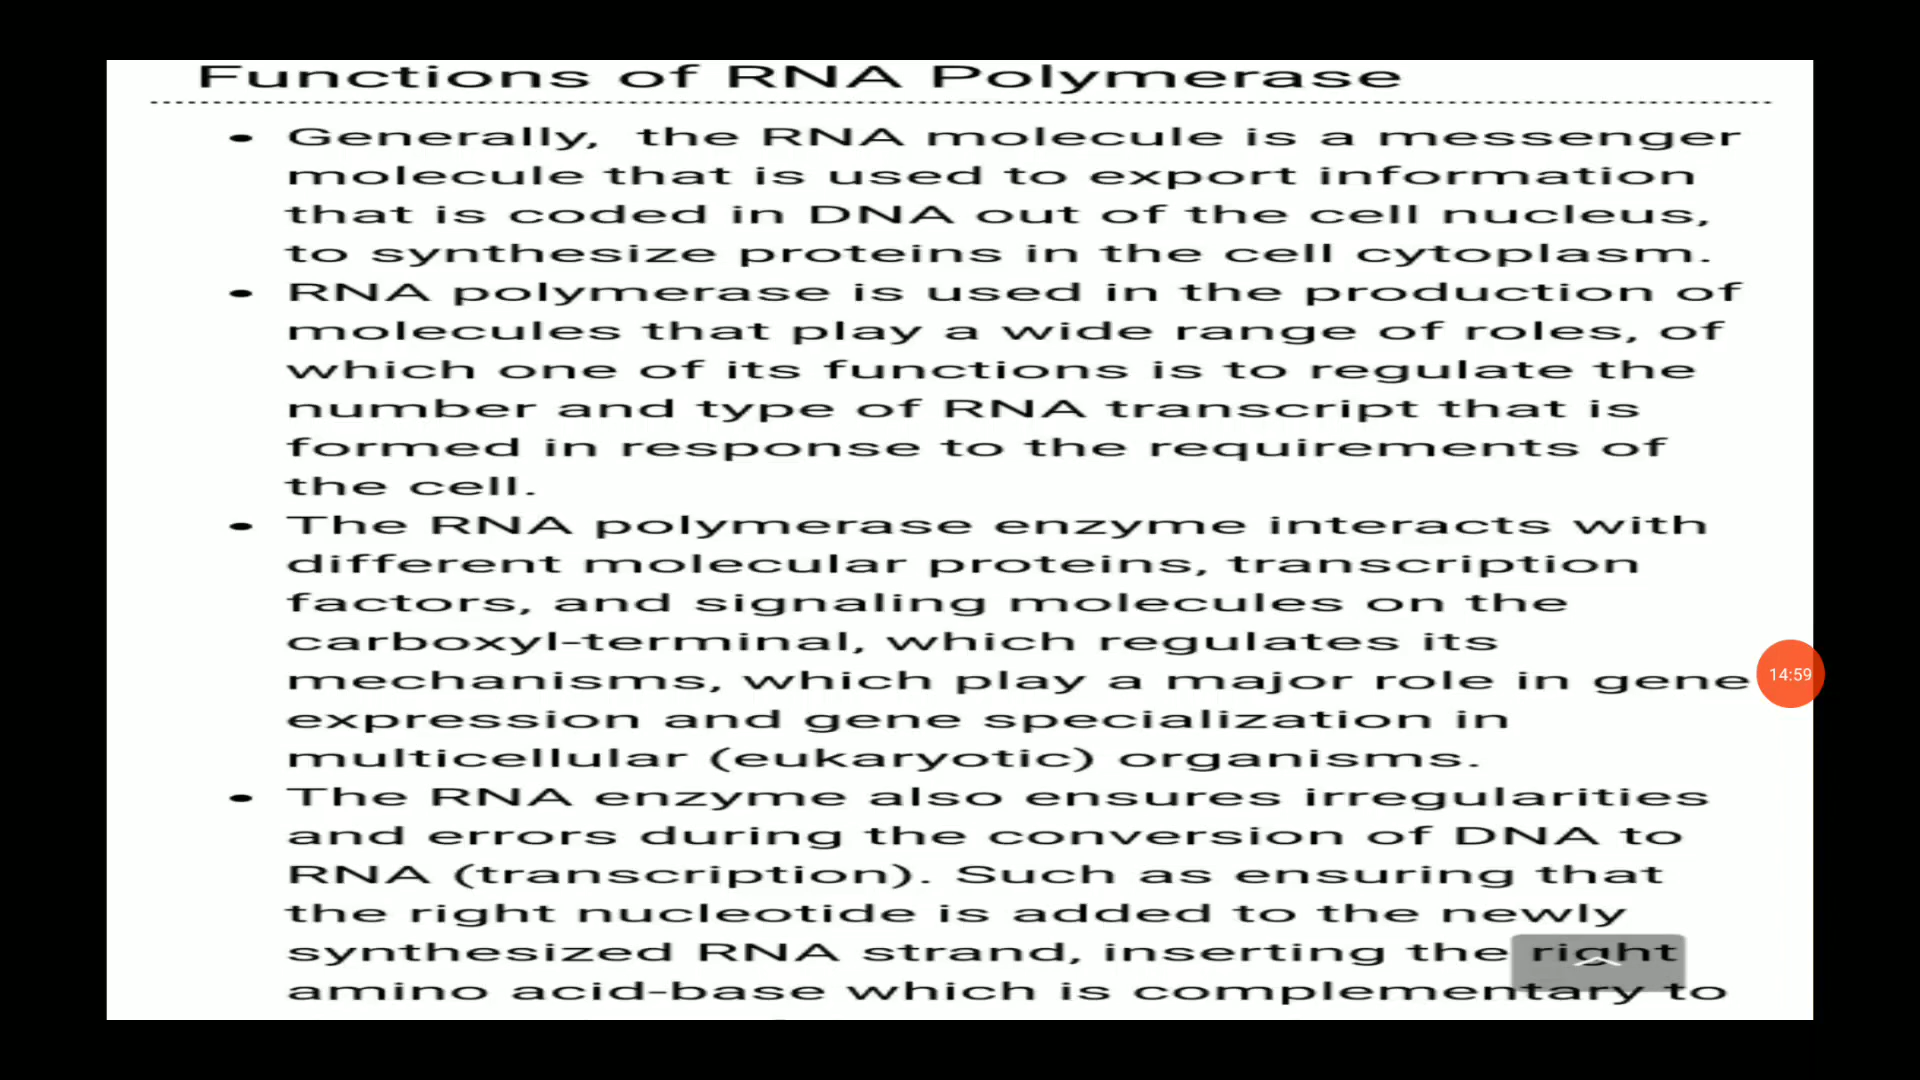 Functions of RNA Polymerase
• Generally, the RNA molecule is a messenger
molecule that is used to export information
that is coded in DNA out of the cell nucleus,
to synthesize proteins in the cell cytoplasm.
• RNA polymerase is used in the production of
molecules that play a wide range of roles, of
which one of its functions is to regulate the
number and type of RNA transcript that is
formed in response to the requirements of
the cell.
• The RNA polymerase enzyme interacts with
different molecular proteins, transcription
factors, and signaling molecules on the
carboxyl-terminal, which regulates its
mechanisms, which play a major role in gene
expression and gene specialization in
multicellular (eukaryotic) organisms.
• The RNA enzyme also ensures irregularities
and errors during the conversion of DNA to
RNA (transcription). Such as ensuring that
the right nucleotide is added to the newly
synthesized RNA strand, inserting the right
amino acid-base which is complementary to
14:59